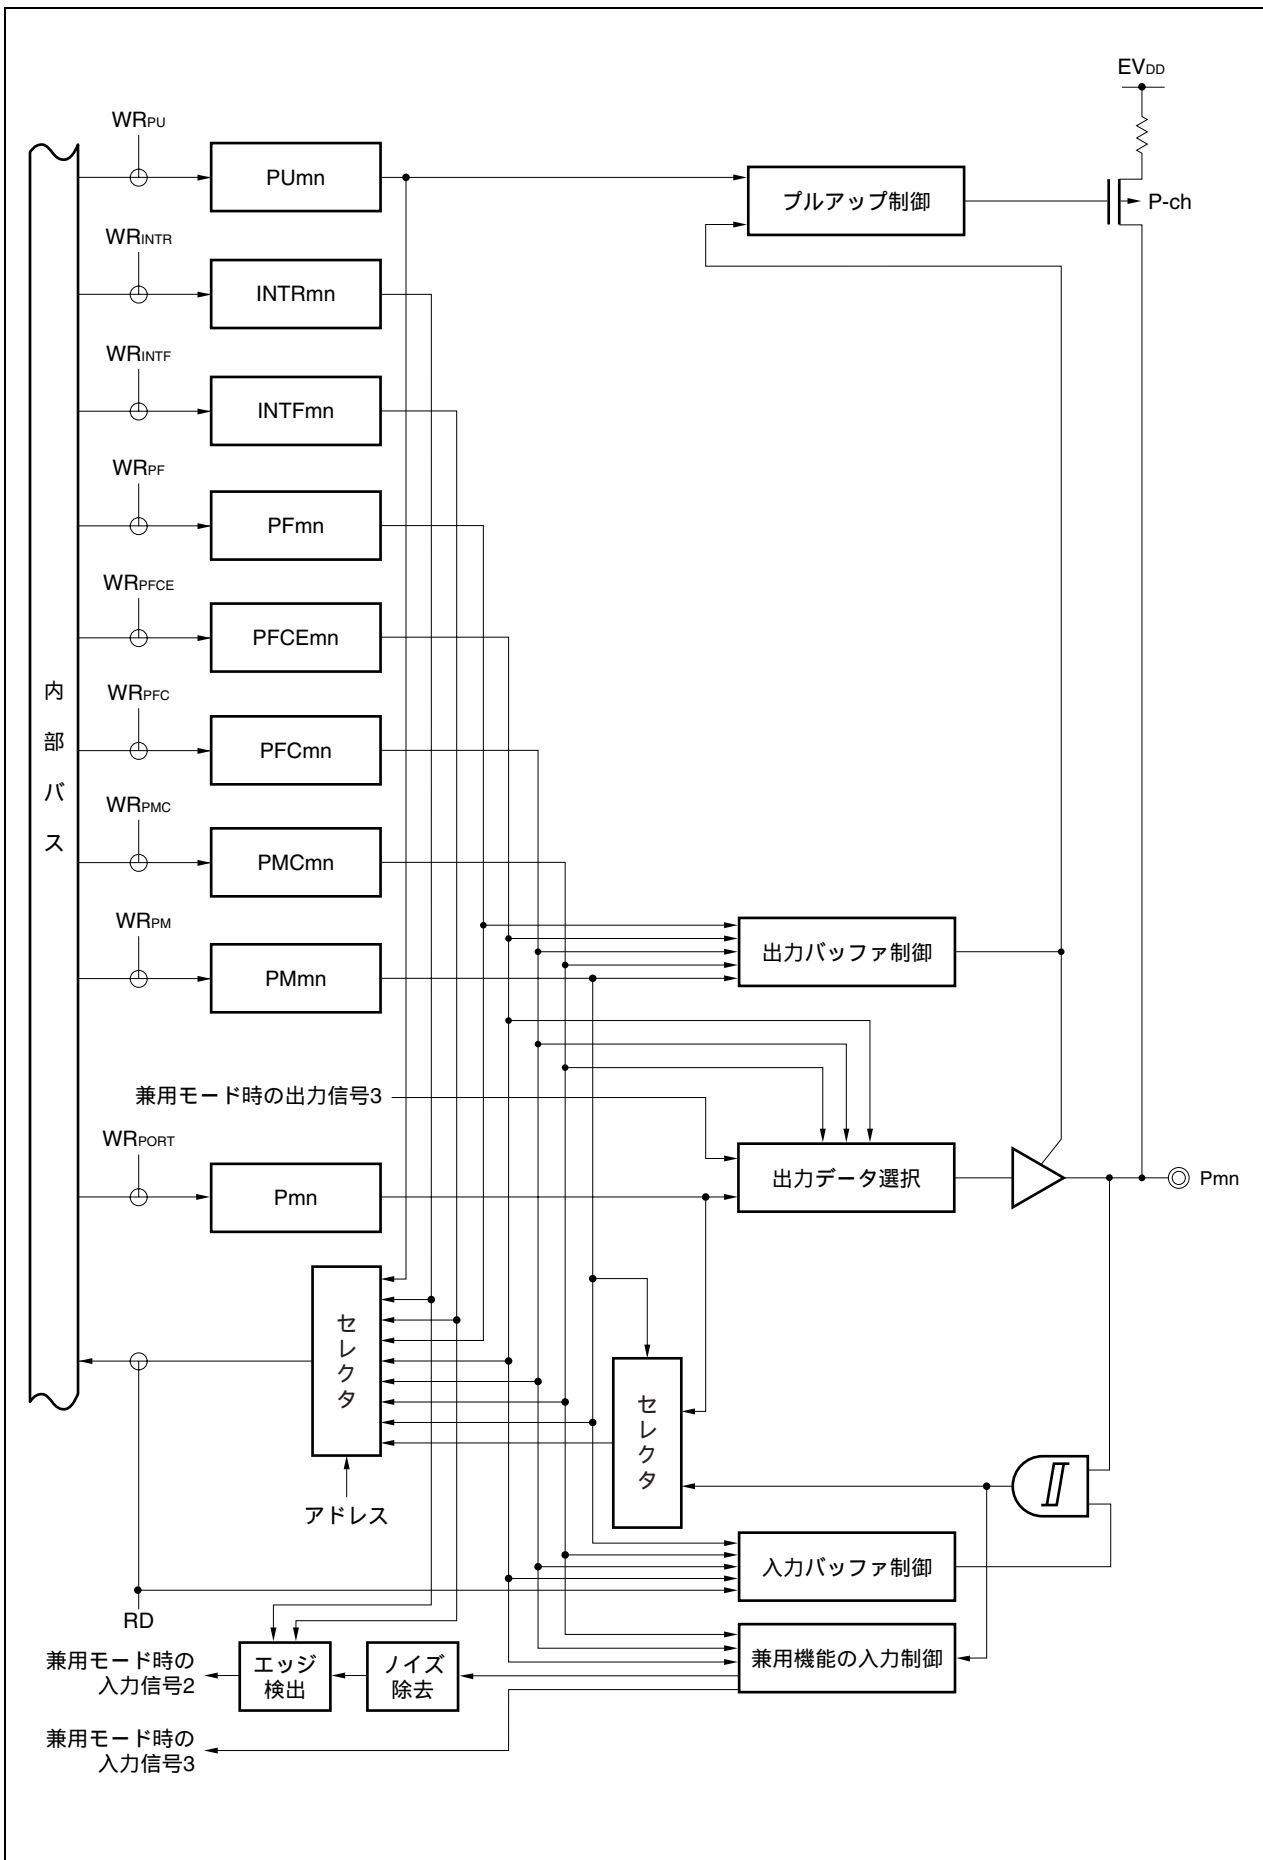 EVDD
WRPU
PUmn
プルアップ制御
P-ch
WRINTR
INTRmn
WRINTF
INTFmn
WRPF
PFmn
WRPFCE
PFCEmn
内部バス
WRPFC
PFCmn
WRPMC
PMCmn
WRPM
PMmn
出力バッファ制御
兼用モード時の出力信号3
WRPORT
Pmn
出力データ選択
Pmn
セレクタ
セレクタ
アドレス
入力バッファ制御
RD
兼用モード時の
入力信号2
エッジ
検出
ノイズ
除去
兼用機能の入力制御
兼用モード時の
入力信号3